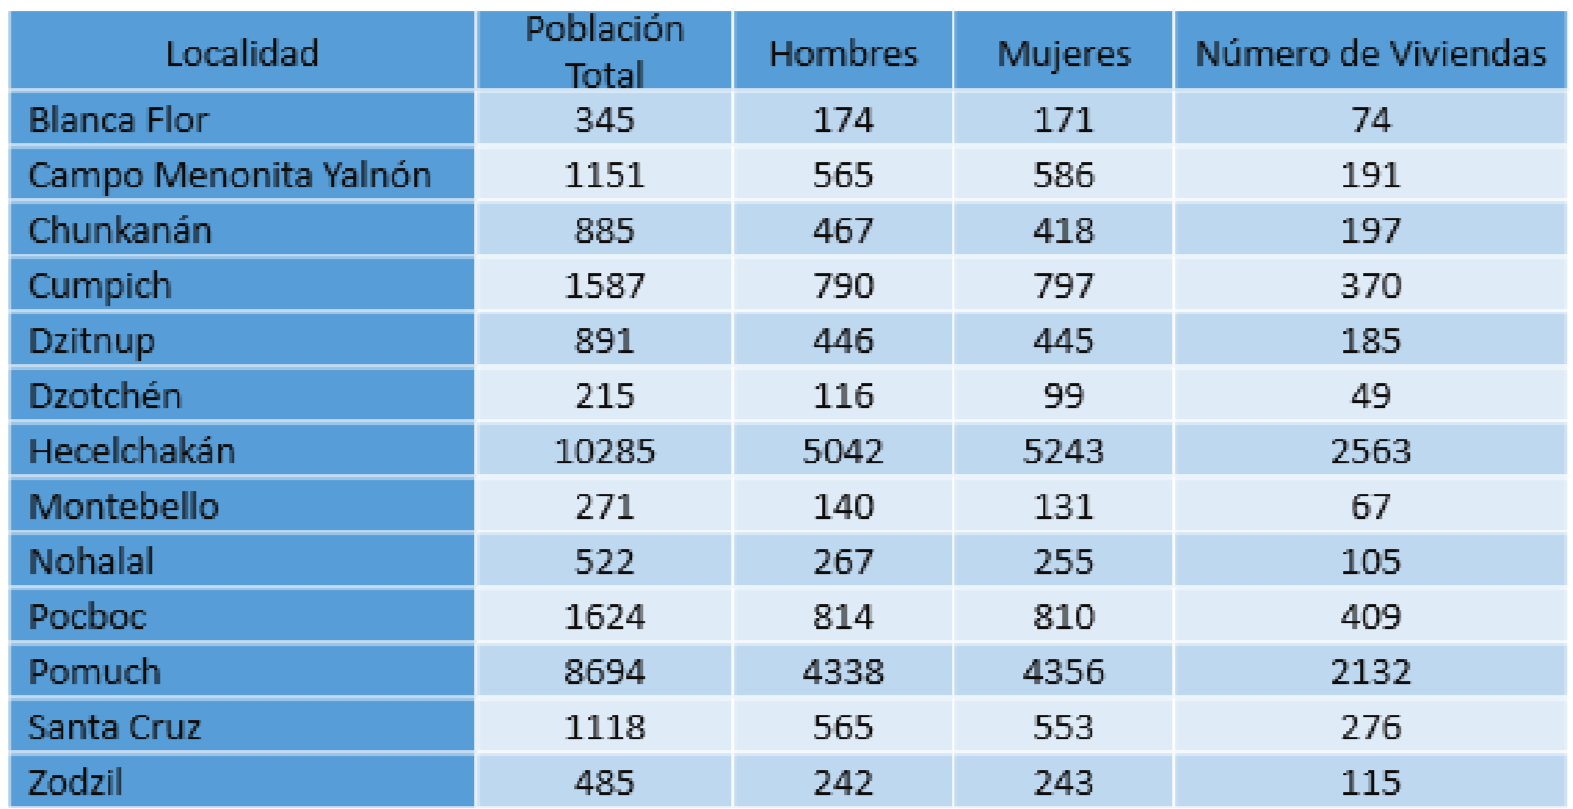 Localidad Población Total Hombres Mujeres Número de Viviendas
Blanca Flor 345 174 171 74
Campo Menonita Yalnón 1151 565 586 191
Chunkanán 885 467 418 197
Cumpich 1587 790 797 370
Dzitnup 891 446 445 185
Dzotchén 215 116 99 49
Hecelchakán 10285 5042 5243 2563
Montebello 271 140 131 67
Nohalal 522 267 255 105
Pocboc 1624 814 810 409
Pomuch 8694 4338 4356 2132
Santa Cruz 1118 565 553 276
Zodzil 485 242 243 115